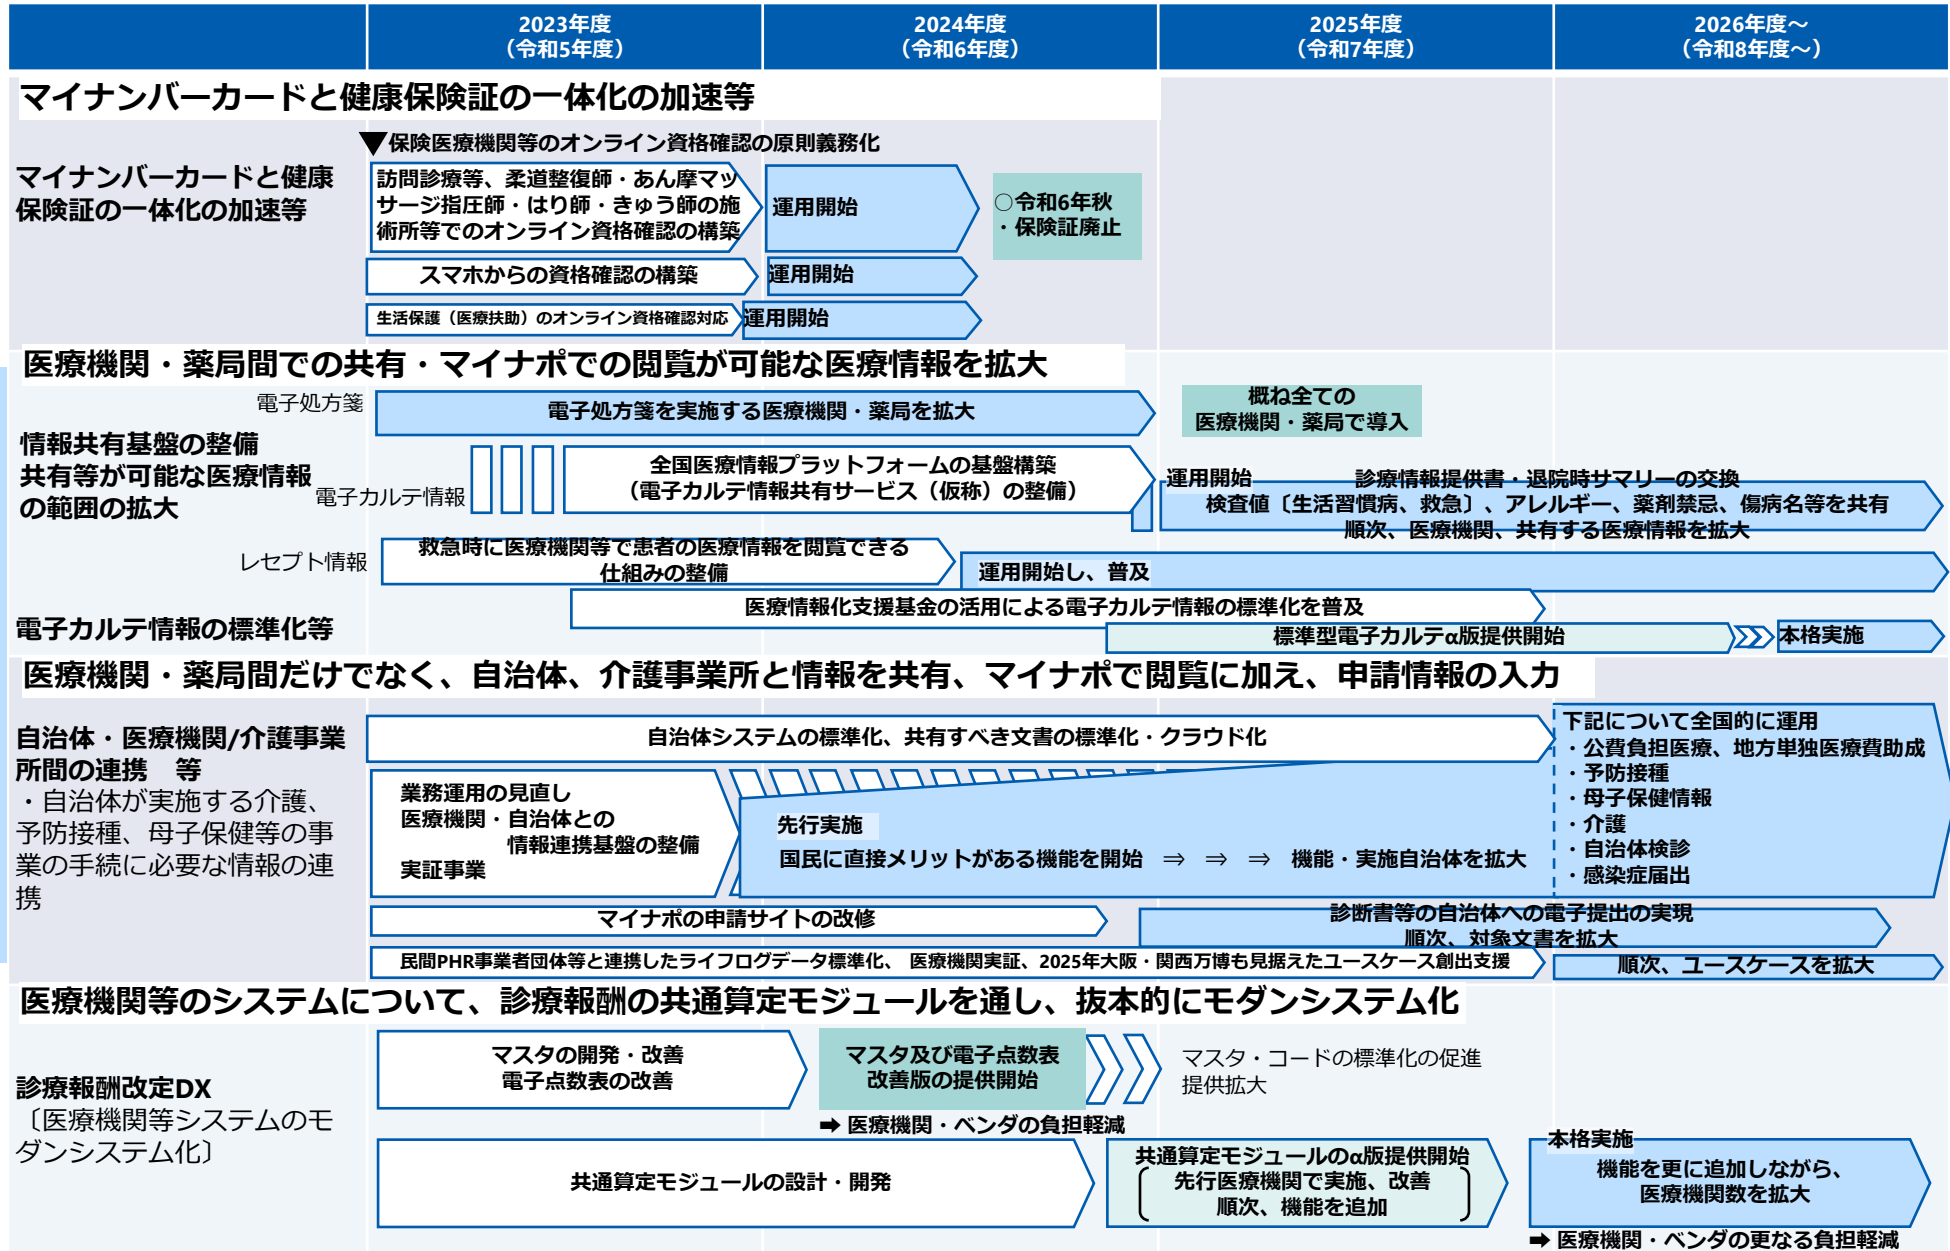 2023年度
（令和5年度）
2024年度
（令和6年度）
2025年度
（令和7年度）
2026年度～
（令和8年度～）
マイナンバーカードと健康保険証の一体化の加速等
マイナンバーカードと健康
保険証の一体化の加速等
▼保険医療機関等のオンライン資格確認の原則義務化
訪問診療等、柔道整復師・あん摩マッ
サージ指圧師・はり師・きゅう師の施
術所等でのオンライン資格確認の構築
運用開始
○令和6年秋
・保険証廃止
スマホからの資格確認の構築
運用開始
生活保護（医療扶助）のオンライン資格確認対応
運用開始
医療機関・薬局間での共有・マイナポでの閲覧が可能な医療情報を拡大
電子処方箋
電子処方箋を実施する医療機関・薬局を拡大
概ね全ての
医療機関・薬局で導入
情報共有基盤の整備
共有等が可能な医療情報
の範囲の拡大
電子カルテ情報
全国医療情報プラットフォームの基盤構築
（電子カルテ情報共有サービス（仮称）の整備）
運用開始
診療情報提供書・退院時サマリーの交換
検査値〔生活習慣病、救急〕、アレルギー、薬剤禁忌、傷病名等を共有
順次、医療機関、共有する医療情報を拡大
レセプト情報
救急時に医療機関等で患者の医療情報を閲覧できる
仕組みの整備
運用開始し、普及
電子カルテ情報の標準化等
医療情報化支援基金の活用による電子カルテ情報の標準化を普及
標準型電子カルテα版提供開始
本格実施
医療機関・薬局間だけでなく、自治体、介護事業所と情報を共有、マイナポで閲覧に加え、申請情報の入力
自治体・医療機関/介護事業
所間の連携　等
・自治体が実施する介護、
予防接種、母子保健等の事
業の手続に必要な情報の連
携
自治体システムの標準化、共有すべき文書の標準化・クラウド化
業務運用の見直し
医療機関・自治体との
情報連携基盤の整備
実証事業
先行実施
国民に直接メリットがある機能を開始　⇒　⇒　⇒　機能・実施自治体を拡大
下記について全国的に運用
・公費負担医療、地方単独医療費助成
・予防接種
・母子保健情報
・介護
・自治体検診
・感染症届出
マイナポの申請サイトの改修
診断書等の自治体への電子提出の実現
順次、対象文書を拡大
民間PHR事業者団体等と連携したライフログデータ標準化、 医療機関実証、2025年大阪・関西万博も見据えたユースケース創出支援
順次、ユースケースを拡大
医療機関等のシステムについて、診療報酬の共通算定モジュールを通し、抜本的にモダンシステム化
診療報酬改定DX
〔医療機関等システムのモ
ダンシステム化〕
マスタの開発・改善
電子点数表の改善
マスタ及び電子点数表
改善版の提供開始
マスタ・コードの標準化の促進
提供拡大
➡ 医療機関・ベンダの負担軽減
共通算定モジュールの設計・開発
共通算定モジュールのα版提供開始
先行医療機関で実施、改善
順次、機能を追加
本格実施
機能を更に追加しながら、
医療機関数を拡大
➡ 医療機関・ベンダの更なる負担軽減